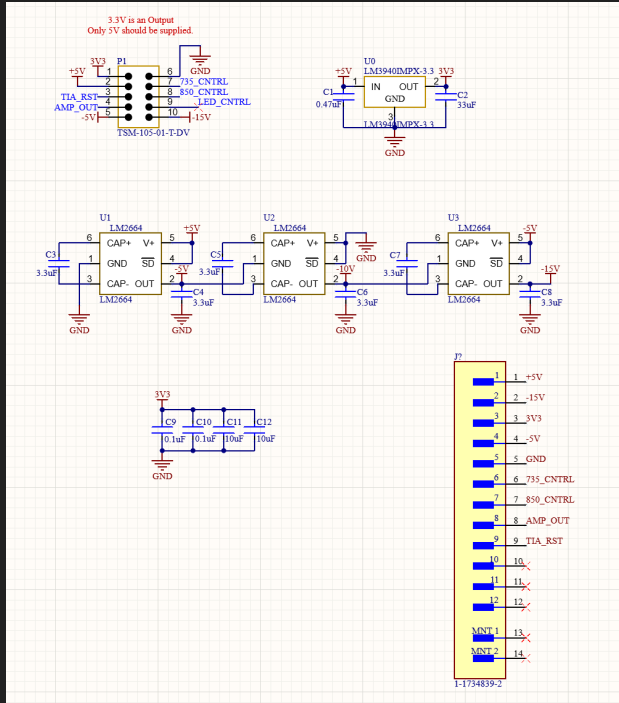 3.3V is an Output
Only 5V should be supplied.
P1
3V3
+5V
TIA_RST
AMP_OUT
-5V
1
2
3
4
5
6
7
8
9
10
GND
735_CNTRL
850_CNTRL
LED_CNTRL
-15V
TSM-105-01-T-DV
U0
LM3940IMPX-3.3
+5V
3V3
1
IN
OUT
2
GND
3
C1
0.47uF
C2
33uF
LM3940IMPX-3.3
GND
U1
LM2664
6
CAP+
V+
5
+5V
1
GND
SD
4
3
CAP-
OUT
2
-5V
C3
3.3uF
C4
3.3uF
LM2664
GND
GND
U2
LM2664
6
CAP+
V+
5
GND
1
GND
SD
4
3
CAP-
OUT
2
-10V
C5
3.3uF
C6
3.3uF
LM2664
GND
U3
LM2664
6
CAP+
V+
5
-5V
1
GND
SD
4
3
CAP-
OUT
2
-15V
C7
3.3uF
C8
3.3uF
LM2664
GND
3V3
C9
0.1uF
C10
0.1uF
C11
10uF
C12
10uF
GND
J?
1 1 +5V
2 2 -15V
3 3 3V3
4 4 -5V
5 5 GND
6 6 735_CNTRL
7 7 850_CNTRL
8 8 AMP_OUT
9 9 TIA_RST
10 10
11 11
12 12
MNT 1 13
MNT 2 14
1-1734839-2